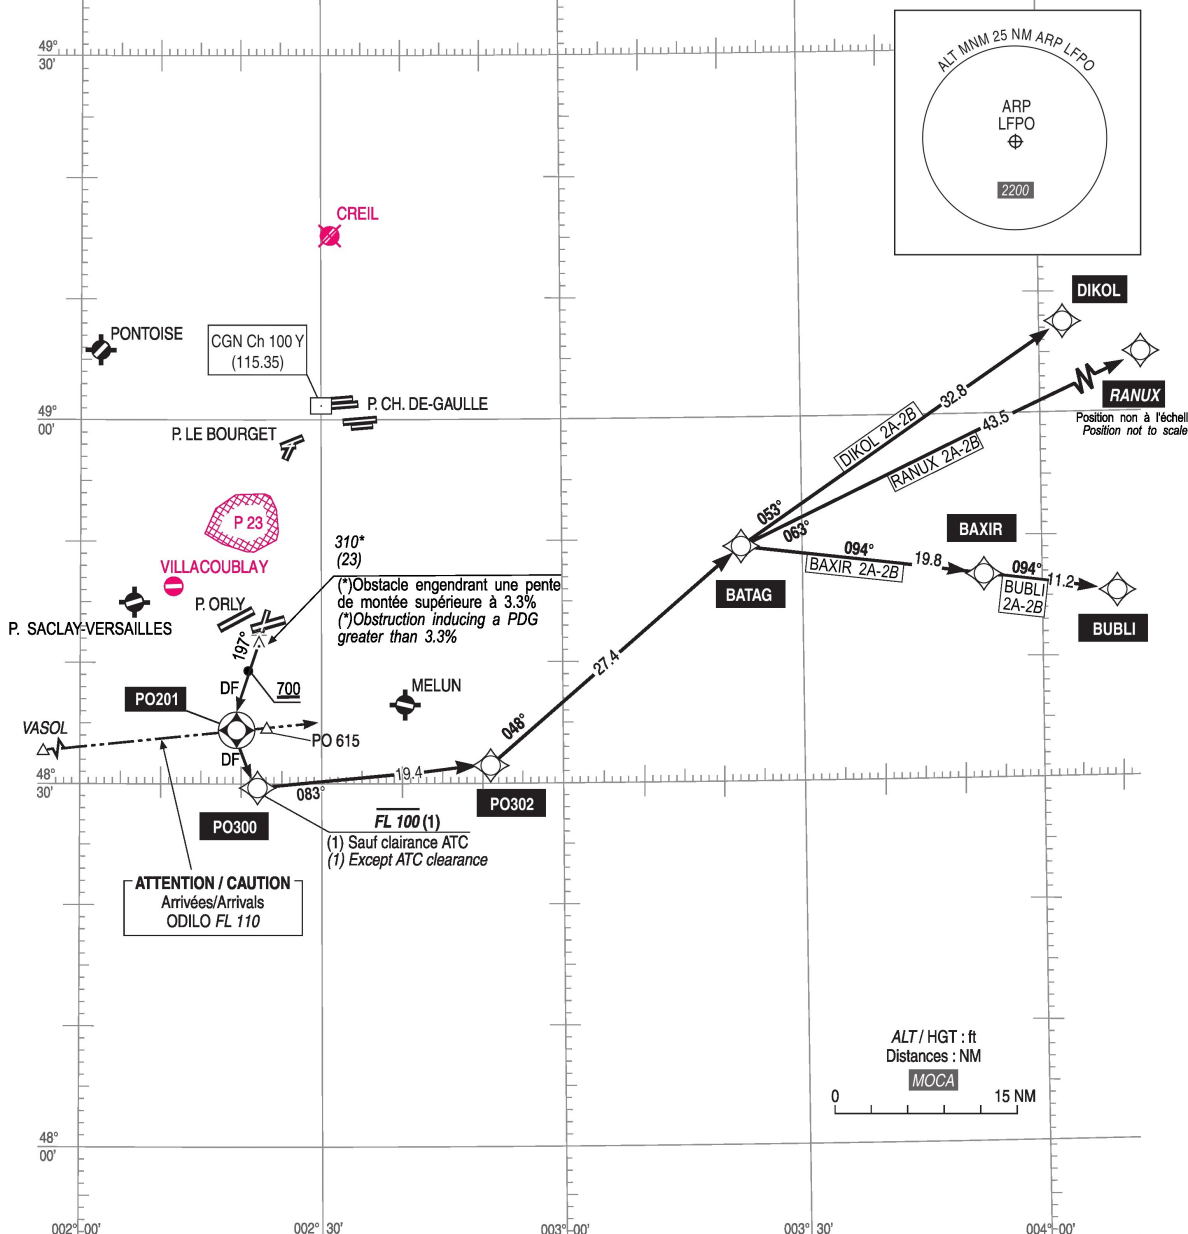 49°
30'
ALT MNM 25 NM ARP LFPO
ARP
LFPO
2200
CREIL
DIKOL
PONTOISE
CGN Ch 100 Y
(115.35)
RANUX
Position non à l'échell
Position not to scale
P. CH. DE-GAULLE
49°
00'
P. LE BOURGET
32.8
DIKOL 2A-2B
43.5
RANUX 2A-2B
P 23
053°
063°
BAXIR
310*
(23)
094°
19.8
BAXIR 2A-2B
094°
11.2
BUBLI
2A-2B
VILLACOUBLAY
(*)Obstacle engendrant une pente
de montée supérieure à 3.3%
(*)Obstruction inducing a PDG
greater than 3.3%
BATAG
P. ORLY
P. SACLAY-VERSAILLES
BUBLI
197°
27.4
DF
700
MELUN
PO201
VASOL
PO 615
048°
DF
48°
30'
19.4
083°
PO302
PO300
FL 100 (1)
(1) Sauf clairance ATC
(1) Except ATC clearance
ATTENTION / CAUTION
Arrivées/Arrivals
ODILO FL 110
ALT / HGT : ft
Distances : NM
MOCA
0
15 NM
48°
00'
002°00'
002° 30'
003°00'
003° 30'
004°00'